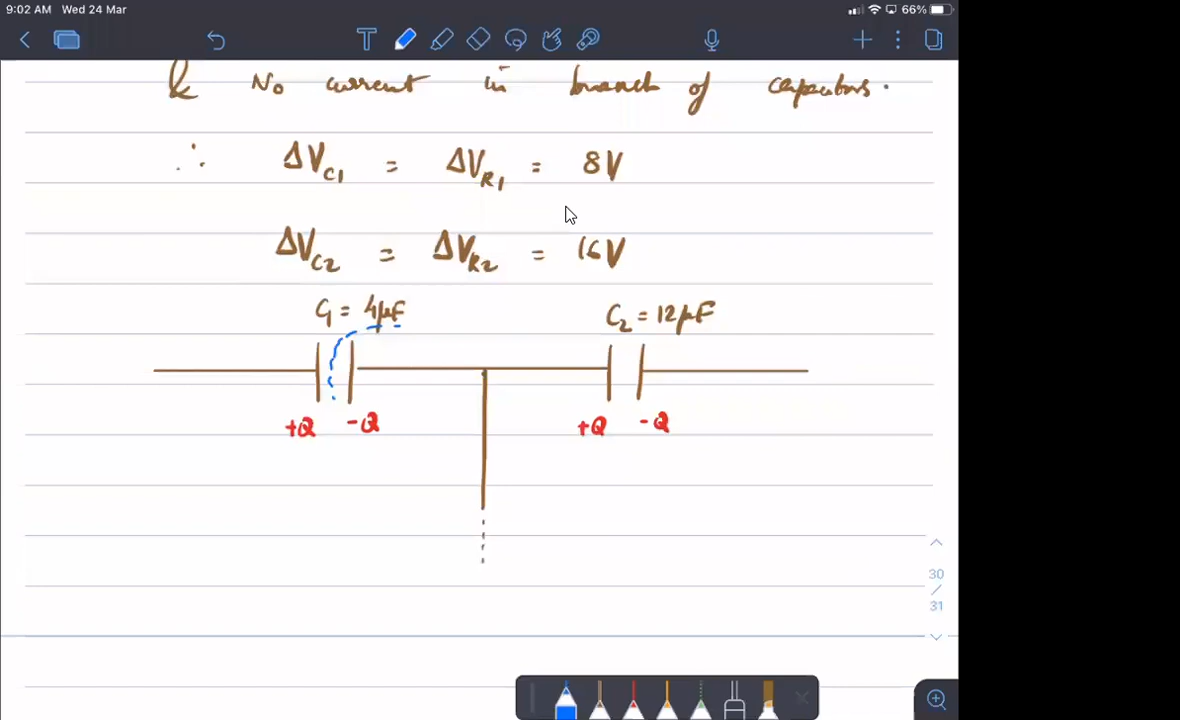 9:02 AM Wed 24 Mar
66%
& No current in branch of capacitors.
∴ ΔV_C1 = ΔV_R1 = 8V
ΔV_C2 = ΔV_R2 = 16V
C1 = 4μF
C2 = 12μF
+Q -Q +Q -Q
30
/
31